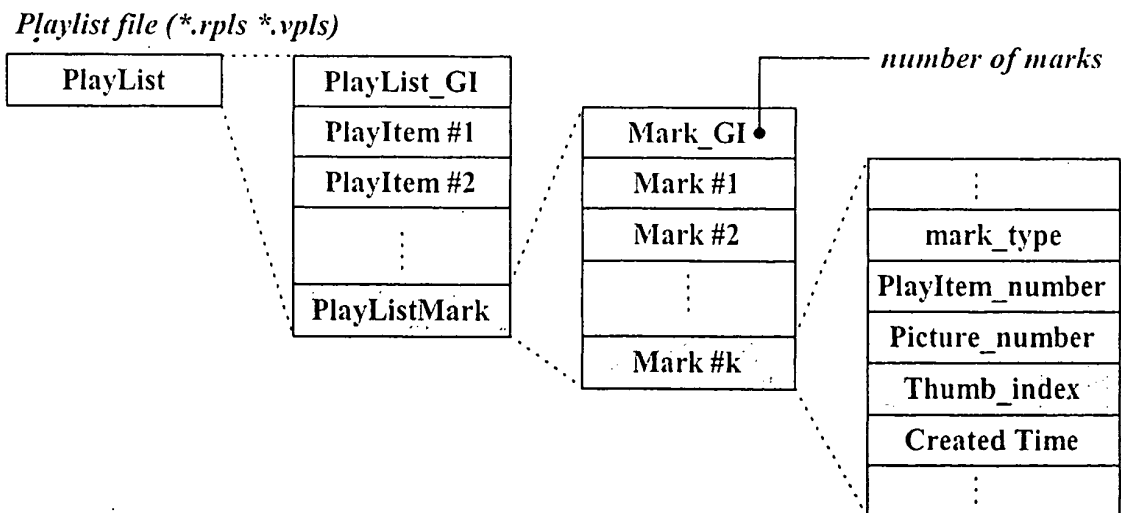 Playlist file (*.rpls *.vpls)
PlayList
PlayList_GI
PlayItem #1
PlayItem #2
PlayListMark
number of marks
Mark_GI
Mark #1
Mark #2
Mark #k
mark_type
PlayItem_number
Picture_number
Thumb_index
Created Time